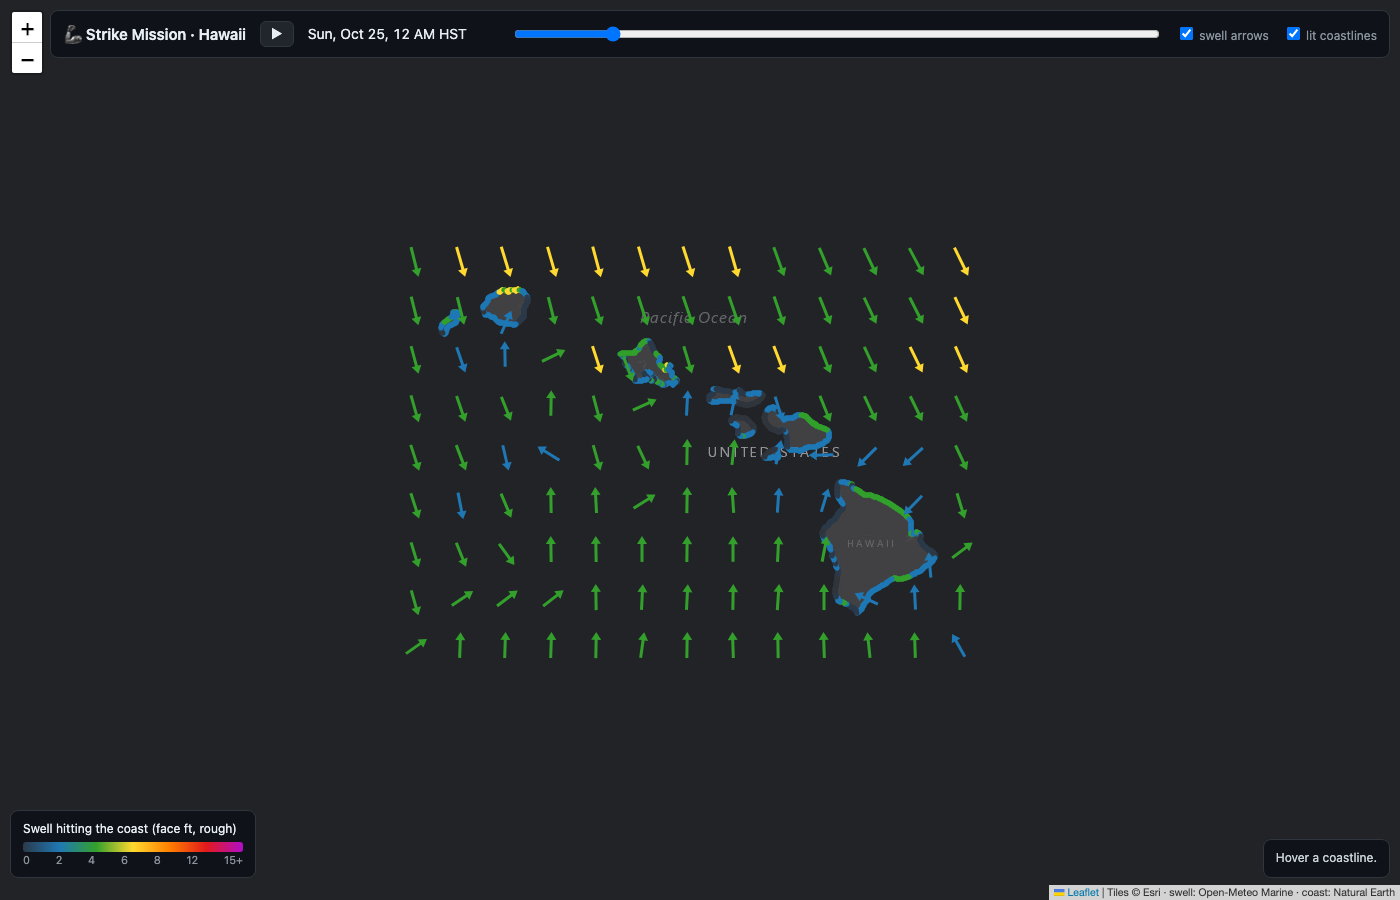 +
−
Strike Mission · Hawaii
Sun, Oct 25, 12 AM HST
swell arrows
lit coastlines
Pacific Ocean
UNITED STATES
HAWAII
Swell hitting the coast (face ft, rough)
0 2 4 6 8 12 15+
Hover a coastline.
Leaflet | Tiles © Esri · swell: Open-Meteo Marine · coast: Natural Earth